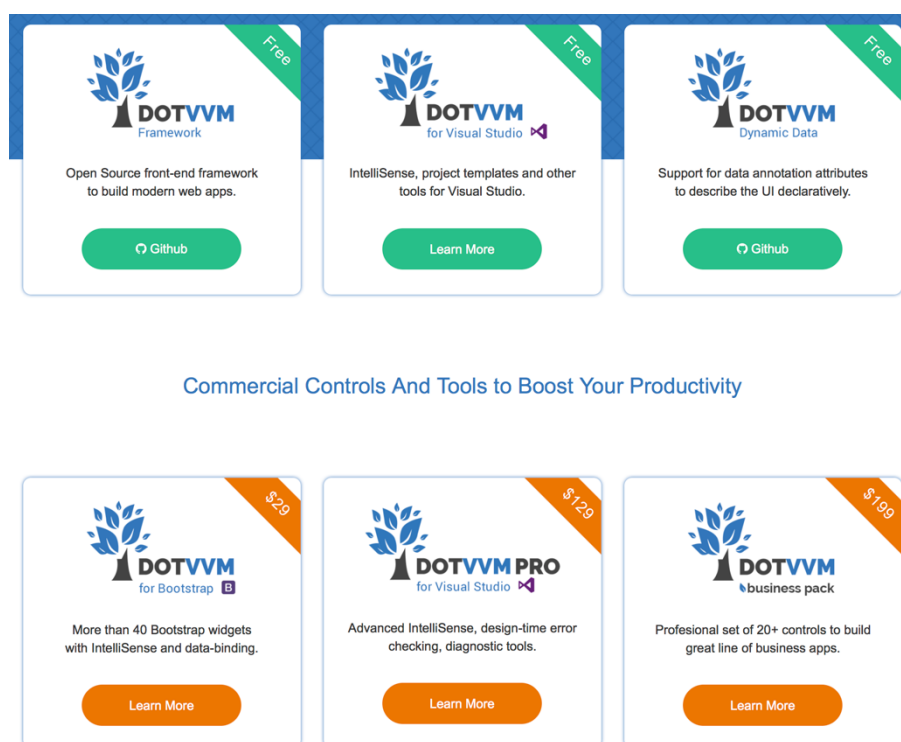 Free
DOTVVM
Framework
Open Source front-end framework
to build modern web apps.
Github
Free
DOTVVM
for Visual Studio
IntelliSense, project templates and other
tools for Visual Studio.
Learn More
Free
DOTVVM
Dynamic Data
Support for data annotation attributes
to describe the UI declaratively.
Github
Commercial Controls And Tools to Boost Your Productivity
$29
DOTVVM
for Bootstrap B
More than 40 Bootstrap widgets
with IntelliSense and data-binding.
Learn More
$129
DOTVVM PRO
for Visual Studio
Advanced IntelliSense, design-time error
checking, diagnostic tools.
Learn More
$199
DOTVVM
business pack
Profesional set of 20+ controls to build
great line of business apps.
Learn More